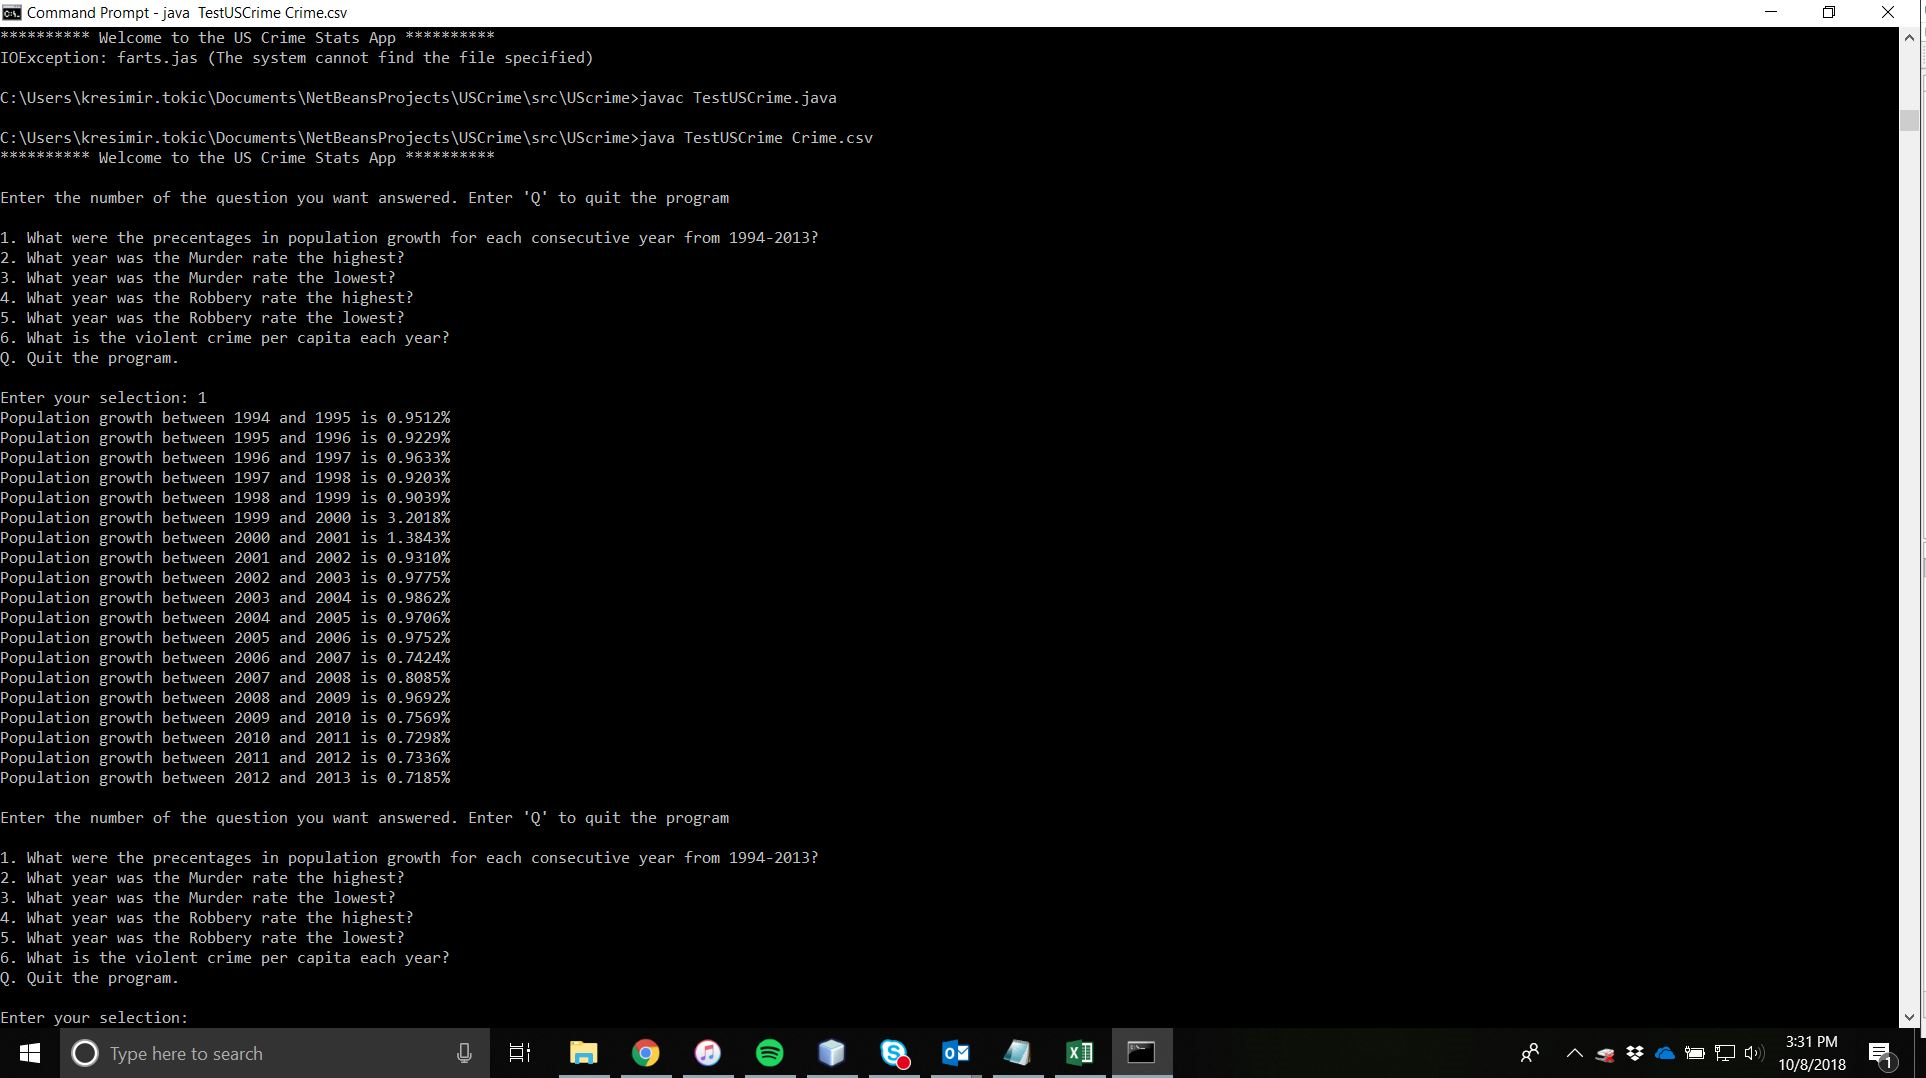 Command Prompt - java  TestUSCrime Crime.csv
********** Welcome to the US Crime Stats App **********
IOException: farts.jas (The system cannot find the file specified)
C:\Users\kresimir.tokic\Documents\NetBeansProjects\USCrime\src\UScrime>javac TestUSCrime.java
C:\Users\kresimir.tokic\Documents\NetBeansProjects\USCrime\src\UScrime>java TestUSCrime Crime.csv
********** Welcome to the US Crime Stats App **********
Enter the number of the question you want answered. Enter 'Q' to quit the program
1. What were the precentages in population growth for each consecutive year from 1994-2013?
2. What year was the Murder rate the highest?
3. What year was the Murder rate the lowest?
4. What year was the Robbery rate the highest?
5. What year was the Robbery rate the lowest?
6. What is the violent crime per capita each year?
Q. Quit the program.
Enter your selection: 1
Population growth between 1994 and 1995 is 0.9512%
Population growth between 1995 and 1996 is 0.9229%
Population growth between 1996 and 1997 is 0.9633%
Population growth between 1997 and 1998 is 0.9203%
Population growth between 1998 and 1999 is 0.9039%
Population growth between 1999 and 2000 is 3.2018%
Population growth between 2000 and 2001 is 1.3843%
Population growth between 2001 and 2002 is 0.9310%
Population growth between 2002 and 2003 is 0.9775%
Population growth between 2003 and 2004 is 0.9862%
Population growth between 2004 and 2005 is 0.9706%
Population growth between 2005 and 2006 is 0.9752%
Population growth between 2006 and 2007 is 0.7424%
Population growth between 2007 and 2008 is 0.8085%
Population growth between 2008 and 2009 is 0.9692%
Population growth between 2009 and 2010 is 0.7569%
Population growth between 2010 and 2011 is 0.7298%
Population growth between 2011 and 2012 is 0.7336%
Population growth between 2012 and 2013 is 0.7185%
Enter the number of the question you want answered. Enter 'Q' to quit the program
1. What were the precentages in population growth for each consecutive year from 1994-2013?
2. What year was the Murder rate the highest?
3. What year was the Murder rate the lowest?
4. What year was the Robbery rate the highest?
5. What year was the Robbery rate the lowest?
6. What is the violent crime per capita each year?
Q. Quit the program.
Enter your selection:
Type here to search
3:31 PM
10/8/2018
1